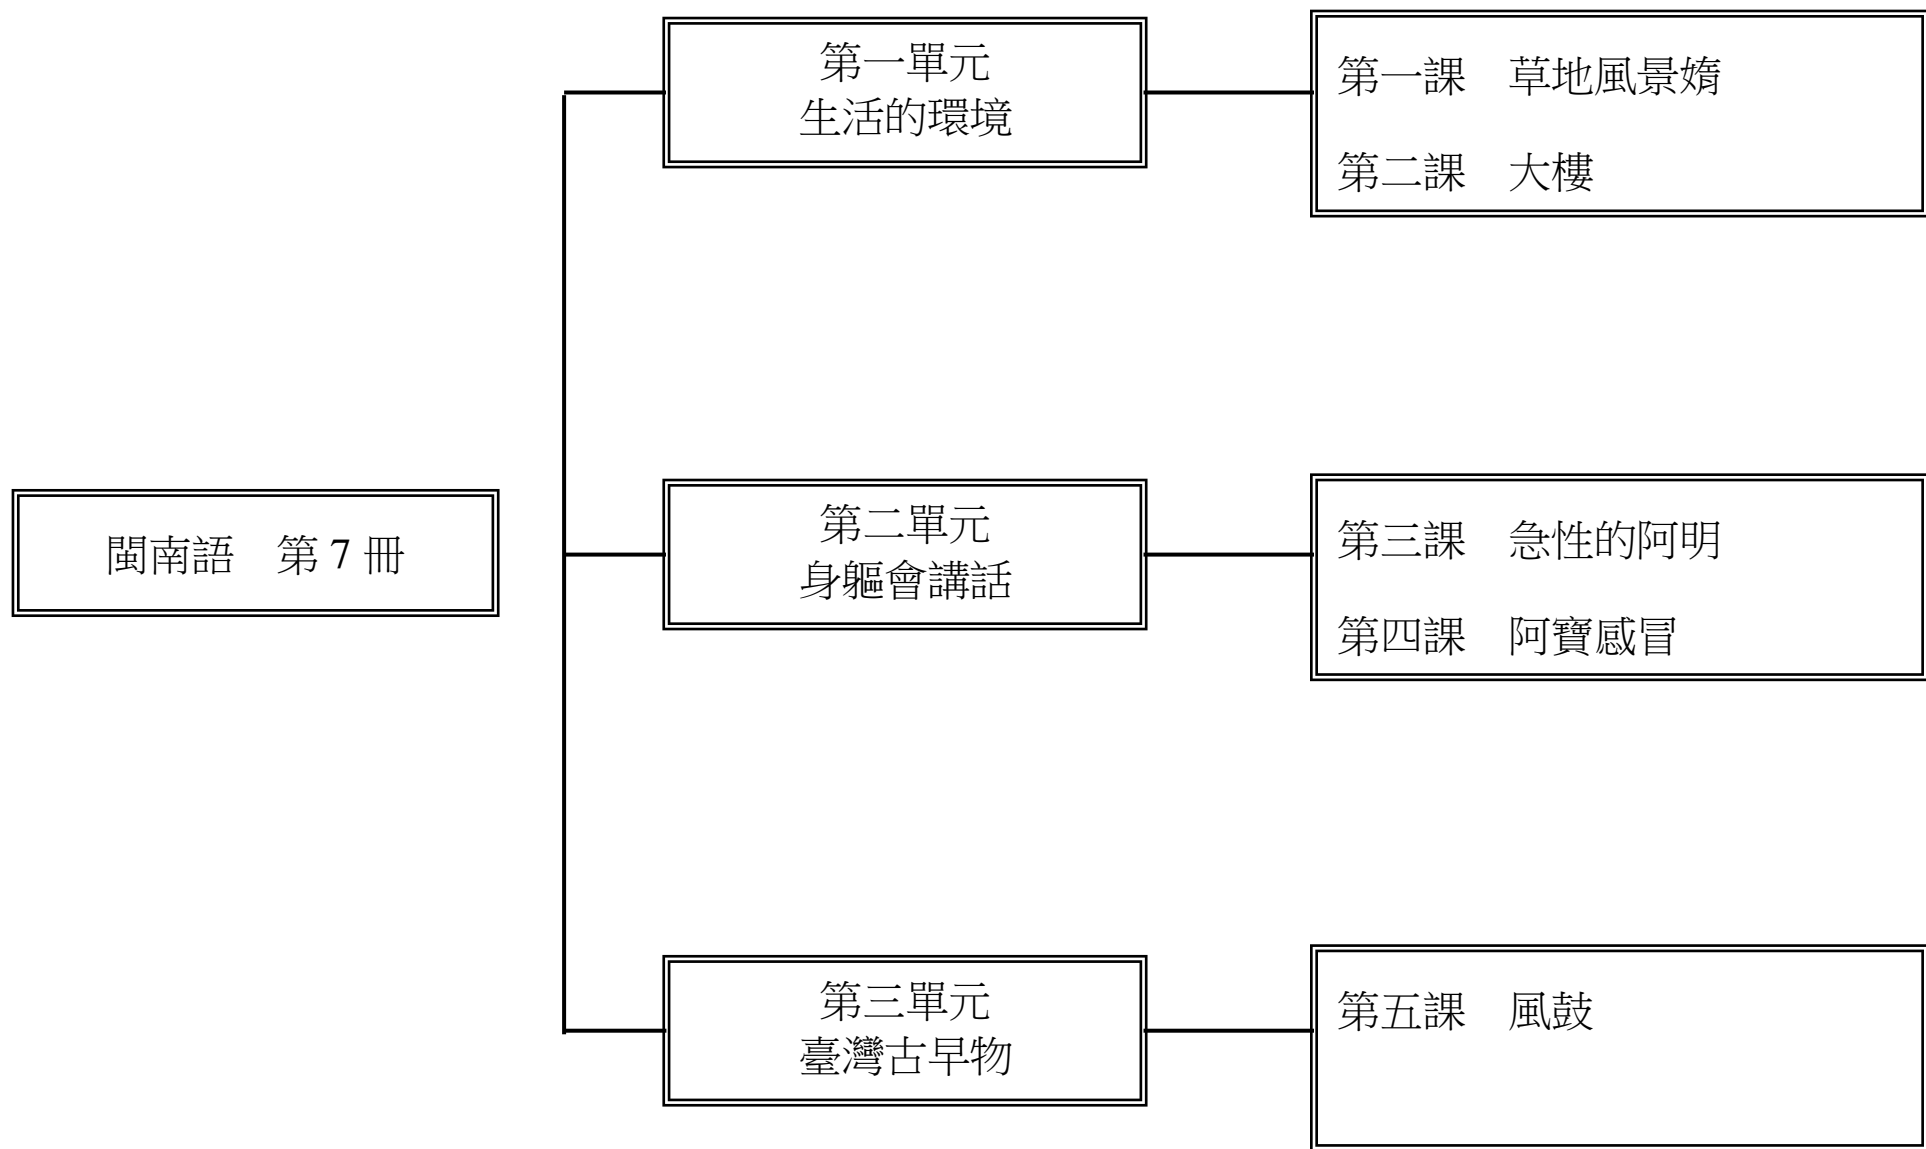 閩南語　第 7 冊
第一單元
生活的環境
第一課　草地風景媠
第二課　大樓
第二單元
身軀會講話
第三課　急性的阿明
第四課　阿寶感冒
第三單元
臺灣古早物
第五課　風鼓